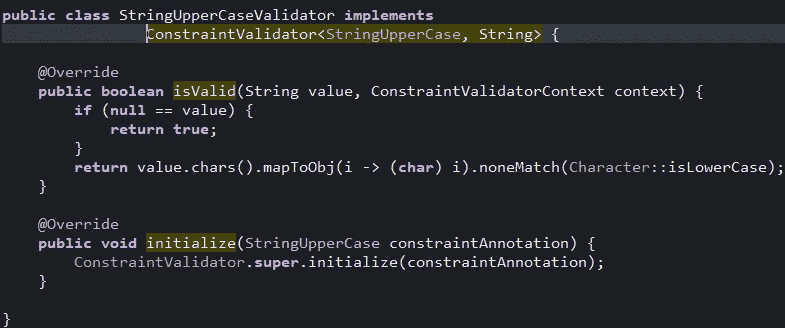 public class StringUpperCaseValidator implements
ConstraintValidator<StringUpperCase, String> {
@Override
public boolean isValid(String value, ConstraintValidatorContext context) {
if (null == value) {
return true;
}
return value.chars().mapToObj(i -> (char) i).noneMatch(Character::isLowerCase);
}
@Override
public void initialize(StringUpperCase constraintAnnotation) {
ConstraintValidator.super.initialize(constraintAnnotation);
}
}